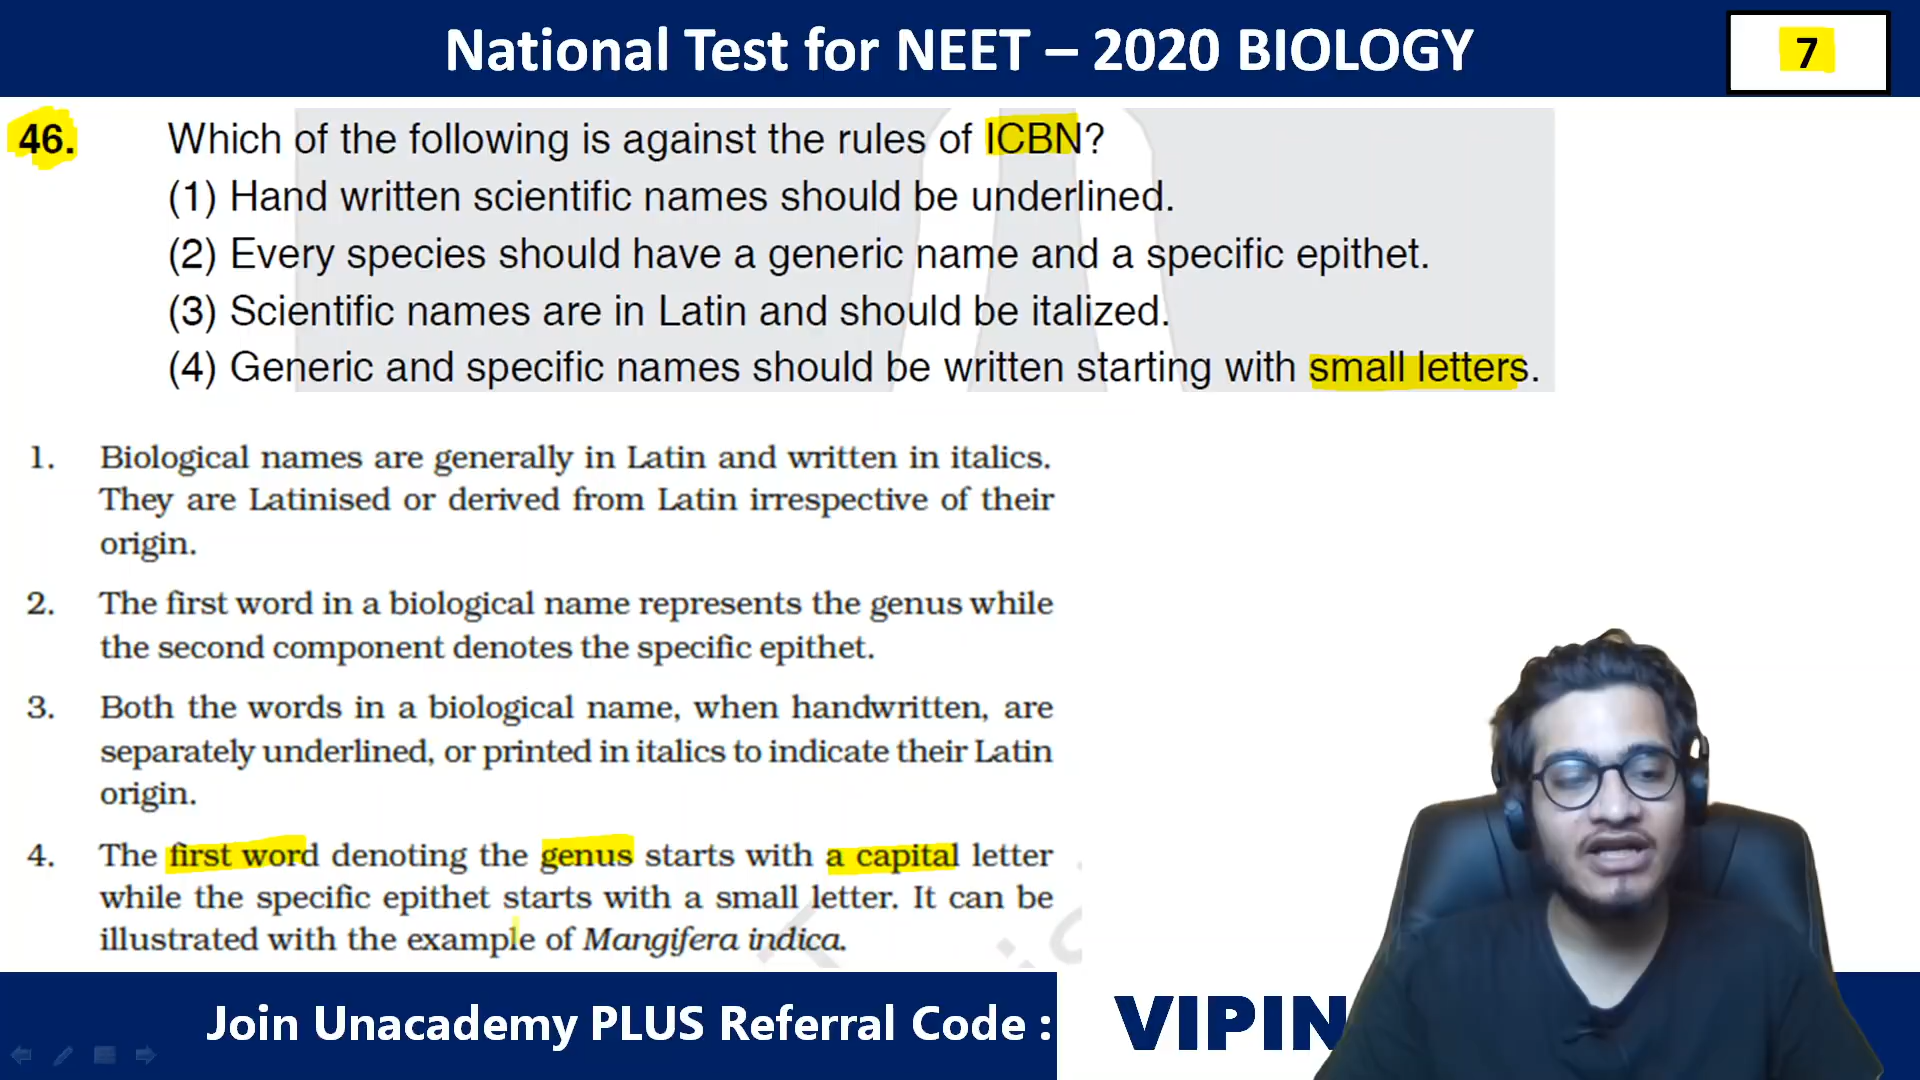 National Test for NEET – 2020 BIOLOGY
7
46. Which of the following is against the rules of ICBN?
(1) Hand written scientific names should be underlined.
(2) Every species should have a generic name and a specific epithet.
(3) Scientific names are in Latin and should be italized.
(4) Generic and specific names should be written starting with small letters.
1. Biological names are generally in Latin and written in italics.
They are Latinised or derived from Latin irrespective of their
origin.
2. The first word in a biological name represents the genus while
the second component denotes the specific epithet.
3. Both the words in a biological name, when handwritten, are
separately underlined, or printed in italics to indicate their Latin
origin.
4. The first word denoting the genus starts with a capital letter
while the specific epithet starts with a small letter. It can be
illustrated with the example of Mangifera indica.
Join Unacademy PLUS Referral Code :
VIPIN